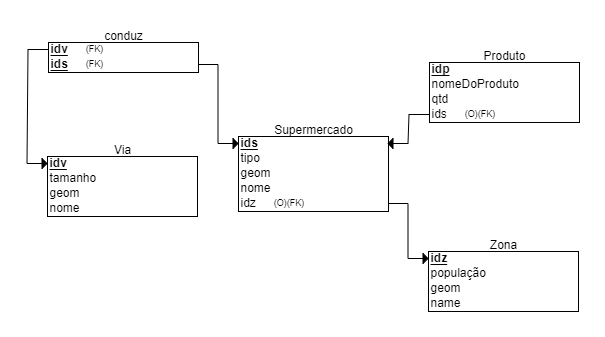 conduz
idv (FK)
ids (FK)
Produto
idp
nomeDoProduto
qtd
ids (O)(FK)
Supermercado
ids
tipo
geom
nome
idz (O)(FK)
Via
idv
tamanho
geom
nome
Zona
idz
população
geom
name